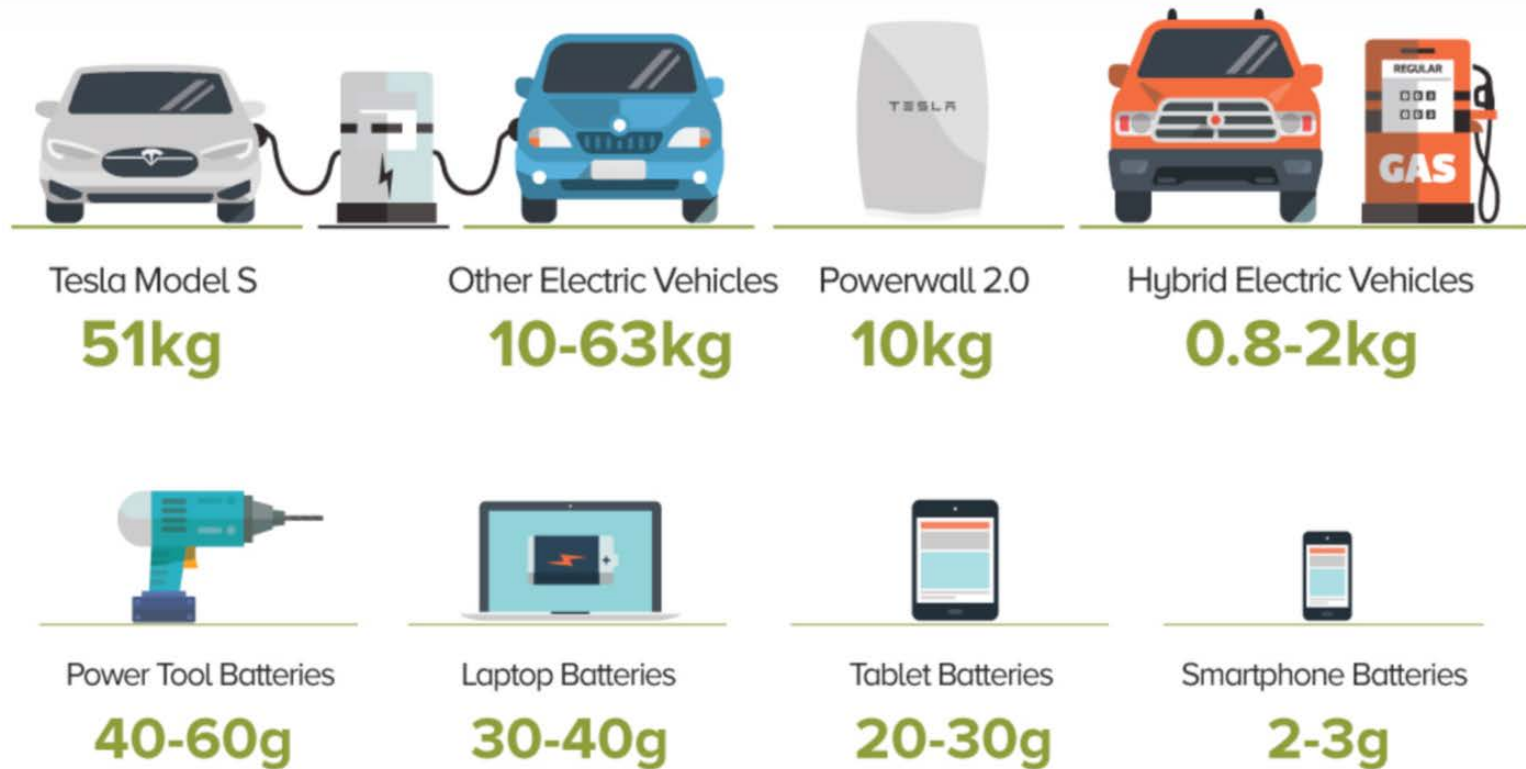 TESLA
REGULAR
GAS
Tesla Model S
Other Electric Vehicles
Powerwall 2.0
Hybrid Electric Vehicles
51kg
10-63kg
10kg
0.8-2kg
Power Tool Batteries
Laptop Batteries
Tablet Batteries
Smartphone Batteries
40-60g
30-40g
20-30g
2-3g